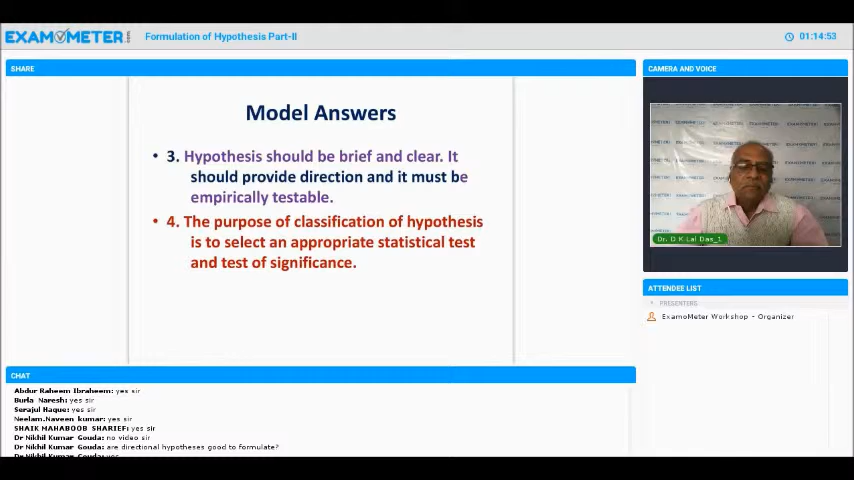 EXAMOMETER.com
Formulation of Hypothesis Part-II
01:14:53
SHARE
Model Answers
• 3. Hypothesis should be brief and clear. It
should provide direction and it must be
empirically testable.
• 4. The purpose of classification of hypothesis
is to select an appropriate statistical test
and test of significance.
CAMERA AND VOICE
Dr. D K Lal Das_1
ATTENDEE LIST
PRESENTERS
ExamoMeter Workshop - Organizer
CHAT
Abdur Raheem Ibraheem: yes sir
Burla Naresh: yes sir
Serajul Haque: yes sir
Neelam.Naveen kumar: yes sir
SHAIK MAHABOOB SHARIEF: yes sir
Dr Nikhil Kumar Gouda: no video sir
Dr Nikhil Kumar Gouda: are directional hypotheses good to formulate?
Dr Nikhil Kumar Gouda: yes